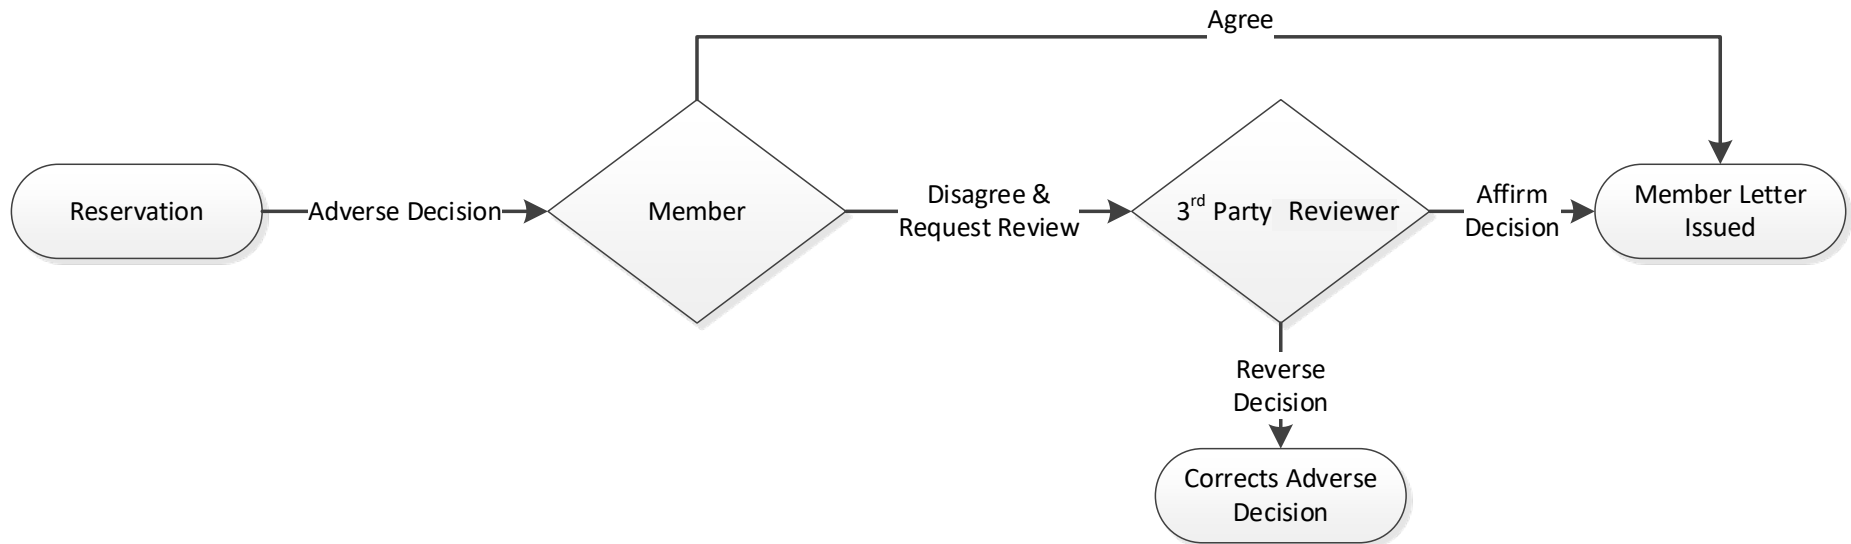 Agree
Reservation
Adverse Decision
Member
Disagree &
Request Review
3rd Party Reviewer
Affirm
Decision
Member Letter
Issued
Reverse
Decision
Corrects Adverse
Decision